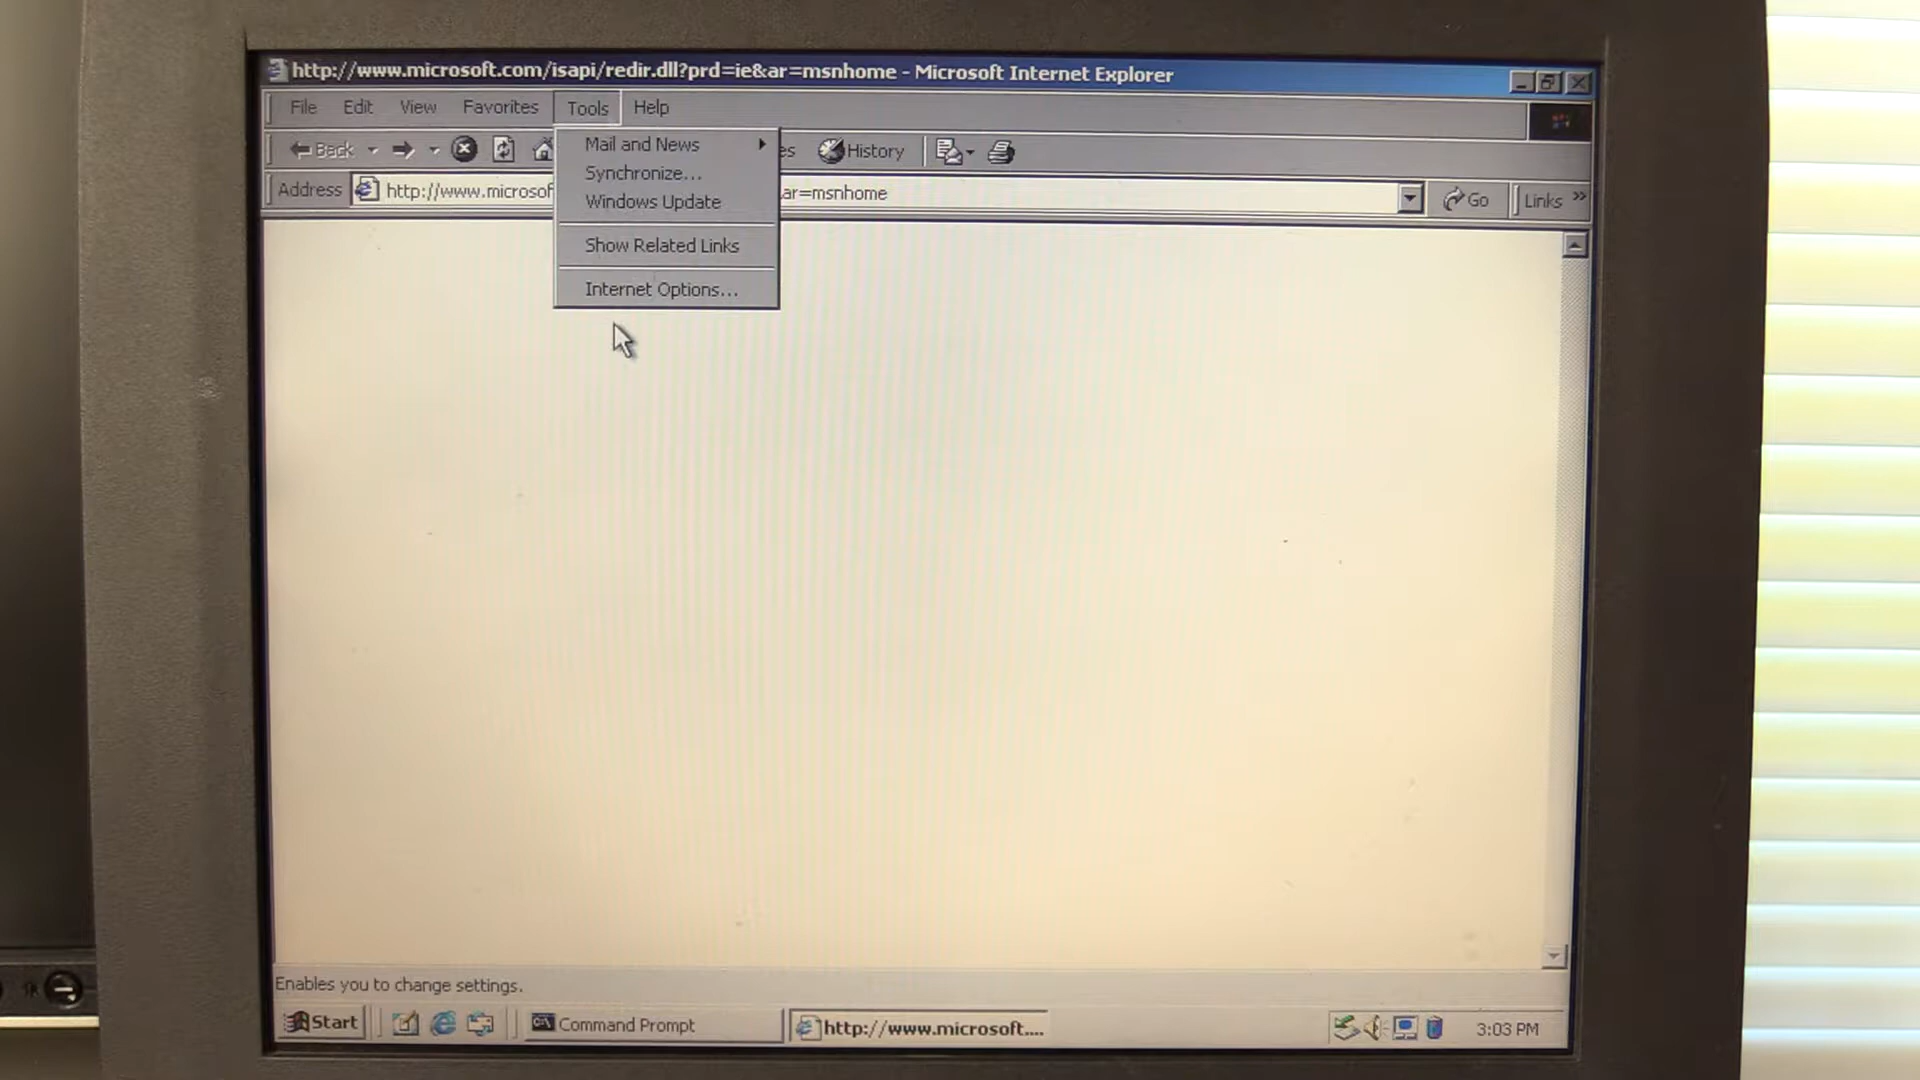 http://www.microsoft.com/isapi/redir.dll?prd=ie&ar=msnhome - Microsoft Internet Explorer
File Edit View Favorites Tools Help
Back es History
Address http://www.microsof ar=msnhome Go Links »
Mail and News
Synchronize...
Windows Update
Show Related Links
Internet Options...
Enables you to change settings.
Start Command Prompt http://www.microsoft.... 3:03 PM